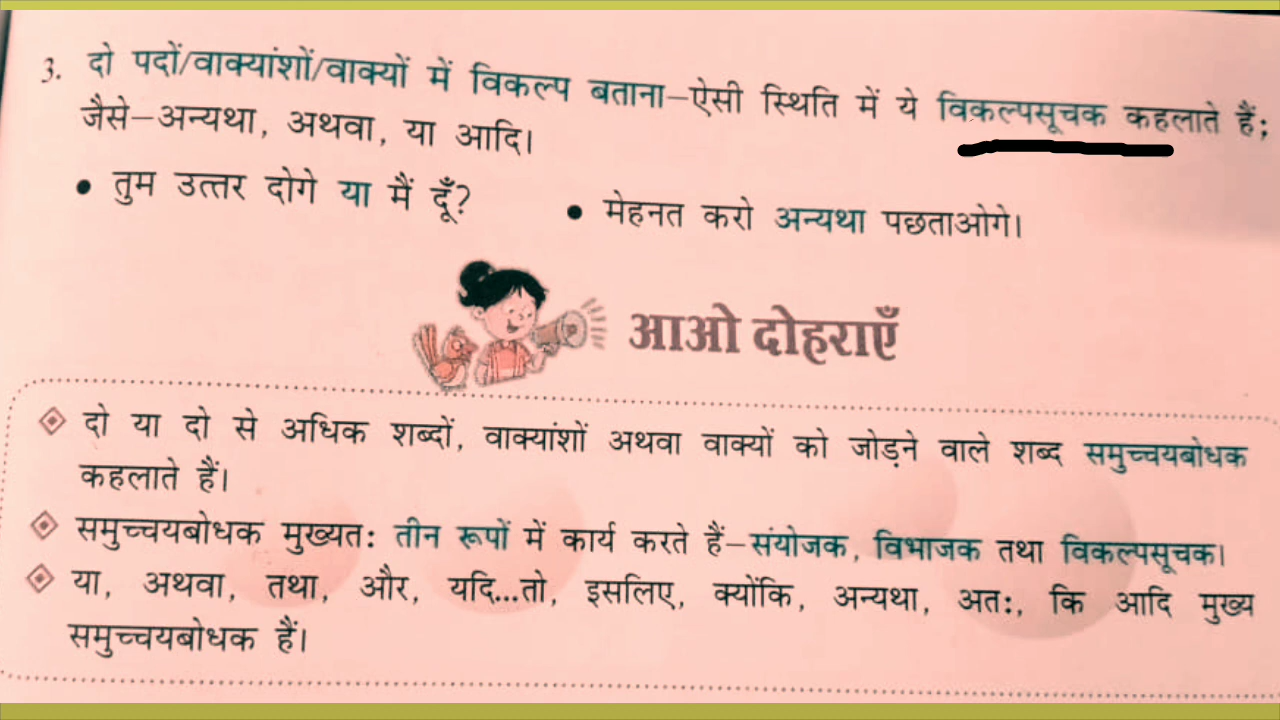 3. दो पदों/वाक्यांशों/वाक्यों में विकल्प बताना–ऐसी स्थिति में ये विकल्पसूचक कहलाते हैं;
जैसे–अन्यथा, अथवा, या आदि।
• तुम उत्तर दोगे या मैं दूँ? • मेहनत करो अन्यथा पछताओगे।
आओ दोहराएँ
दो या दो से अधिक शब्दों, वाक्यांशों अथवा वाक्यों को जोड़ने वाले शब्द समुच्चयबोधक
कहलाते हैं।
समुच्चयबोधक मुख्यतः तीन रूपों में कार्य करते हैं–संयोजक, विभाजक तथा विकल्पसूचक।
या, अथवा, तथा, और, यदि...तो, इसलिए, क्योंकि, अन्यथा, अतः, कि आदि मुख्य
समुच्चयबोधक हैं।